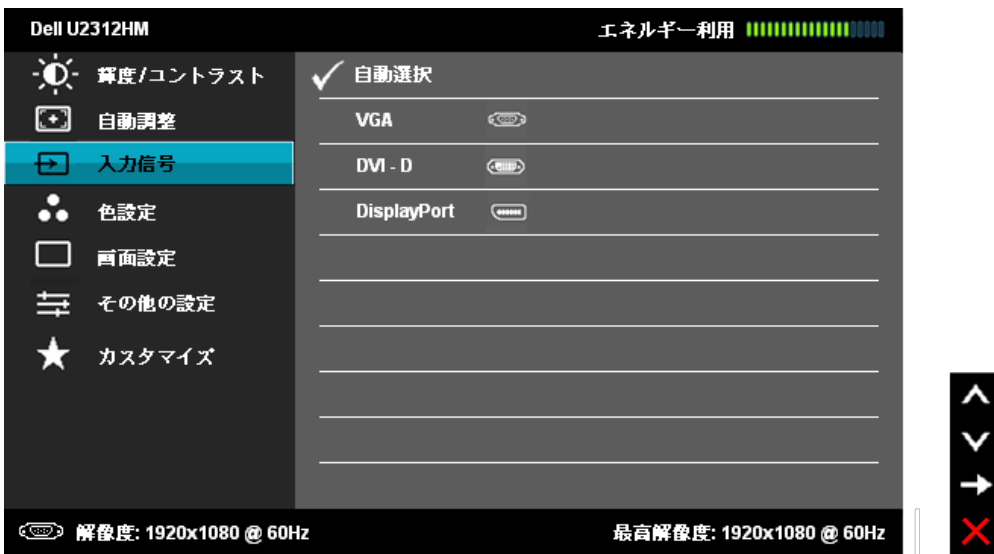 Dell U2312HM エネルギー利用
輝度/コントラスト
自動調整
入力信号
色設定
画面設定
その他の設定
カスタマイズ
自動選択
VGA
DVI - D
DisplayPort
解像度: 1920x1080 @ 60Hz 最高解像度: 1920x1080 @ 60Hz